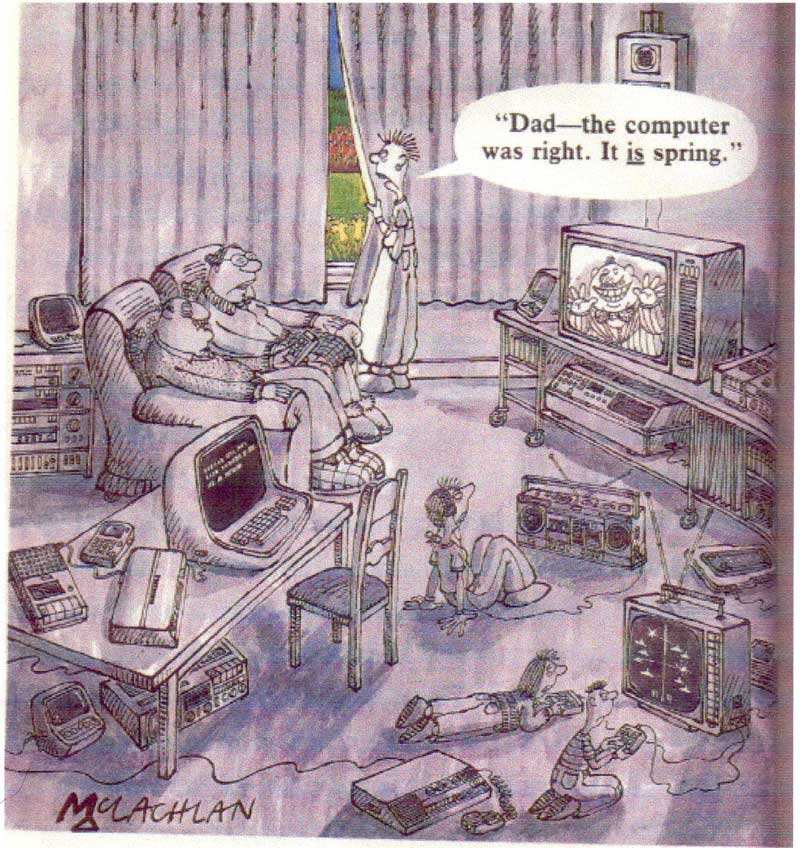 "Dad—the computer
was right. It is spring."
McLACHLAN